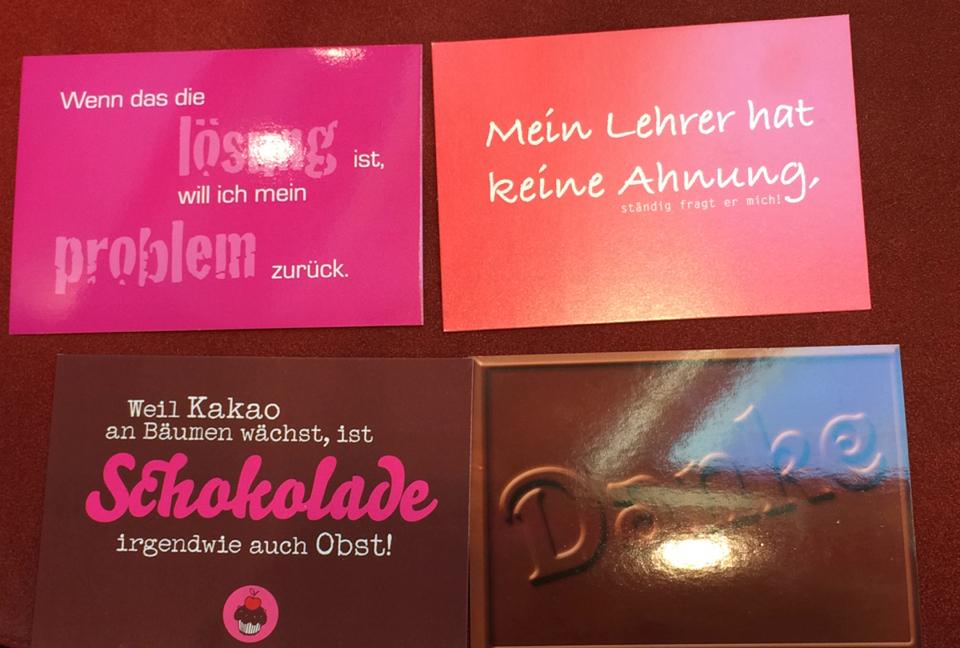 Wenn das die
lösung ist,
will ich mein
problem zurück.
Mein Lehrer hat
keine Ahnung,
ständig fragt er mich!
Weil Kakao
an Bäumen wächst, ist
Schokolade
irgendwie auch Obst!
Danke